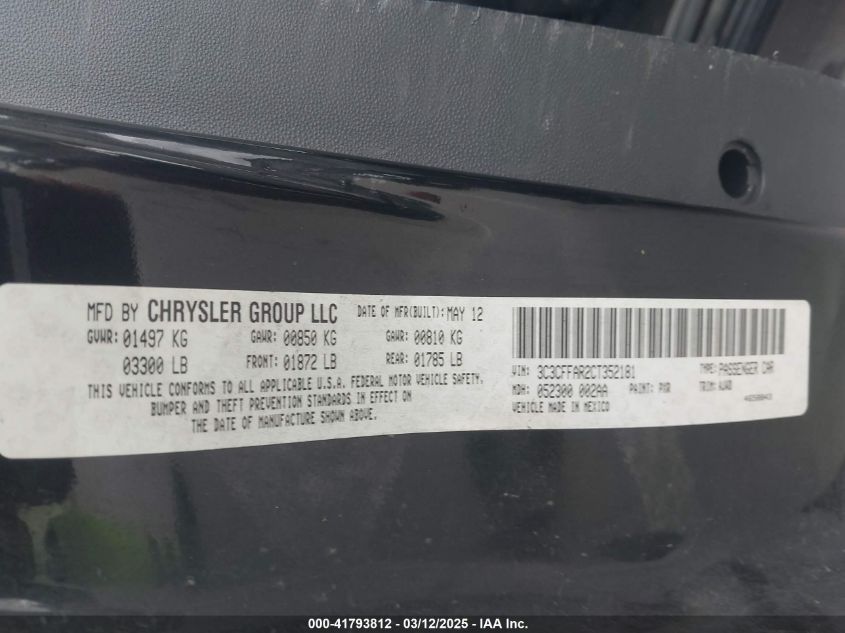 MFD BY CHRYSLER GROUP LLC DATE OF MFR(BUILT): MAY 12
GVWR: 01497 KG GAWR: 00850 KG GAWR: 00810 KG
03300 LB FRONT: 01872 LB REAR: 01785 LB
THIS VEHICLE CONFORMS TO ALL APPLICABLE U.S.A. FEDERAL MOTOR VEHICLE SAFETY,
BUMPER AND THEFT PREVENTION STANDARDS IN EFFECT ON
THE DATE OF MANUFACTURE SHOWN ABOVE.
VIN: 3C3CFFAR2CT352181 TYPE: PASSENGER CAR
MDH: 052300 002AA PAINT: PXR TRIM:
VEHICLE MADE IN MEXICO
000-41793812 - 03/12/2025 - IAA Inc.